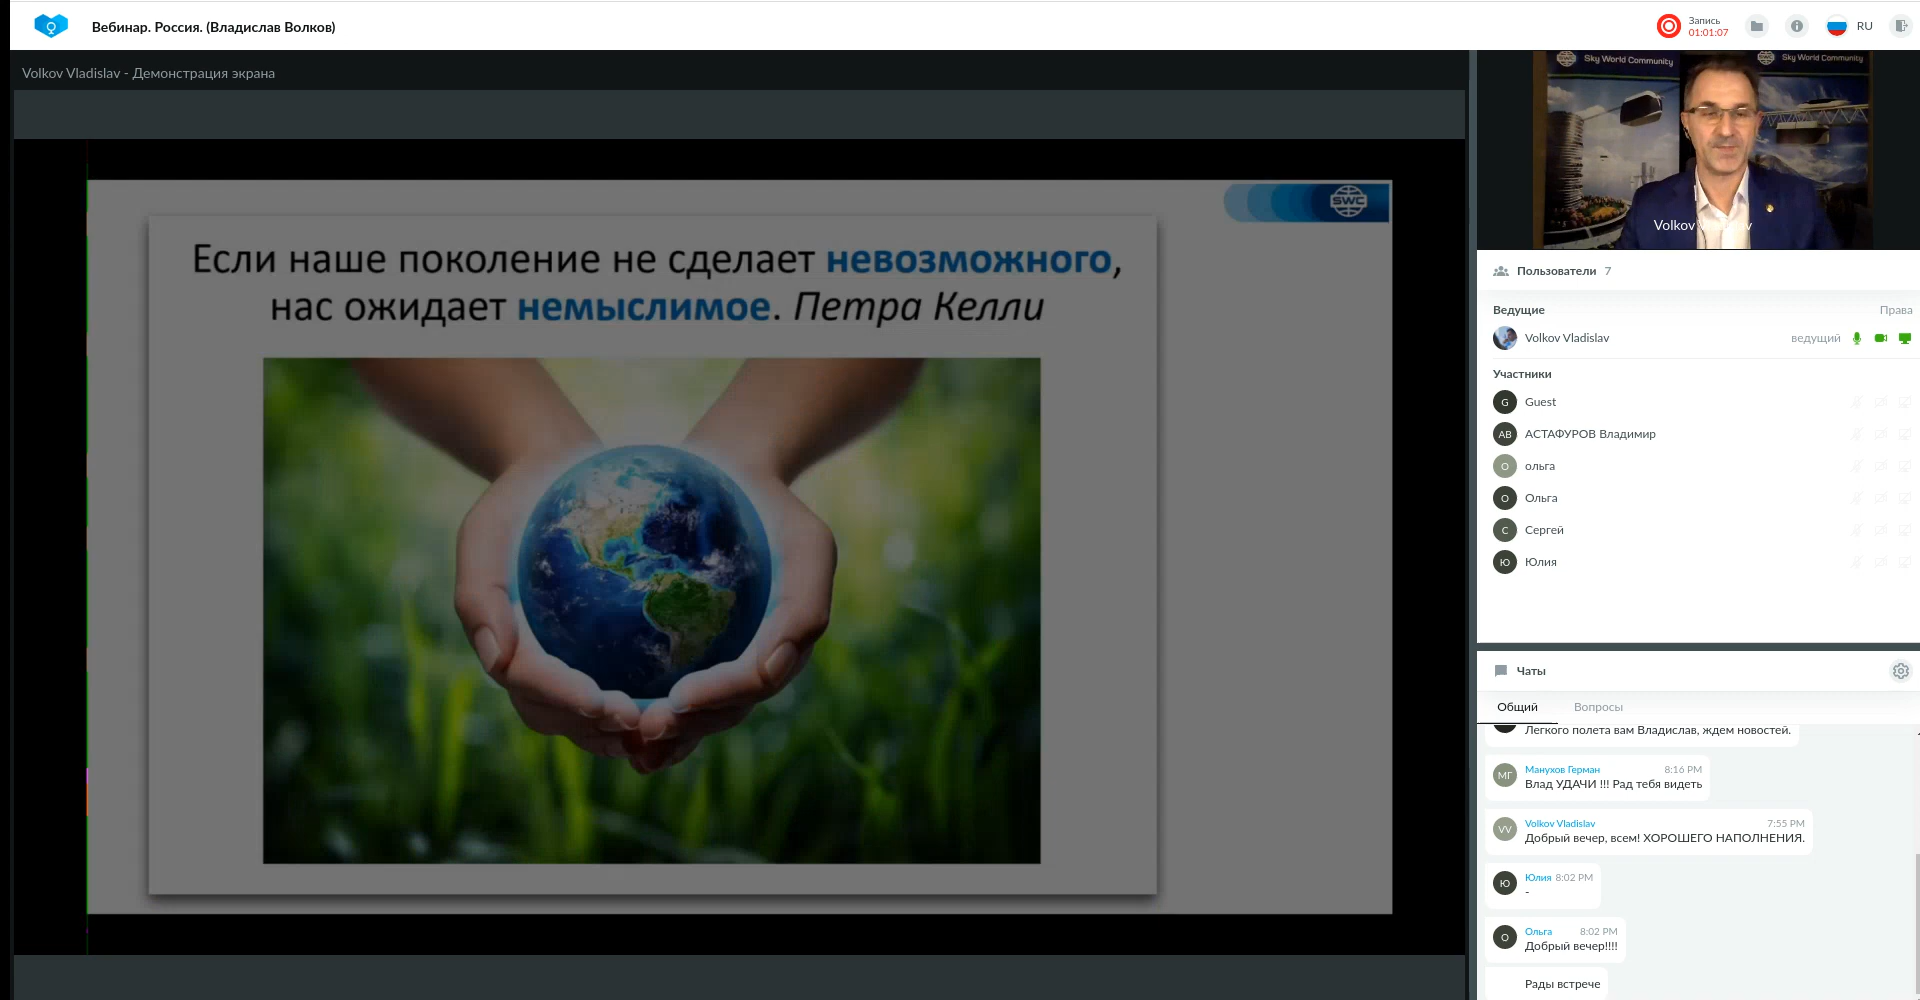 Вебинар. Россия. (Владислав Волков)
Запись
01:01:07
RU
Volkov Vladislav - Демонстрация экрана
SWC
Если наше поколение не сделает невозможного,
нас ожидает немыслимое. Петра Келли
Sky World Community
Sky World Community
Volkov
Пользователи 7
Ведущие Права
Volkov Vladislav ведущий
Участники
G Guest
АВ АСТАФУРОВ Владимир
О ольга
О Ольга
С Сергей
Ю Юлия
Чаты
Общий Вопросы
Легкого полета вам Владислав, ждем новостей.
МГ Манухов Герман 8:16 PM
Влад УДАЧИ !!! Рад тебя видеть
VV Volkov Vladislav 7:55 PM
Добрый вечер, всем! ХОРОШЕГО НАПОЛНЕНИЯ.
Ю Юлия 8:02 PM
-
О Ольга 8:02 PM
Добрый вечер!!!!
Рады встрече